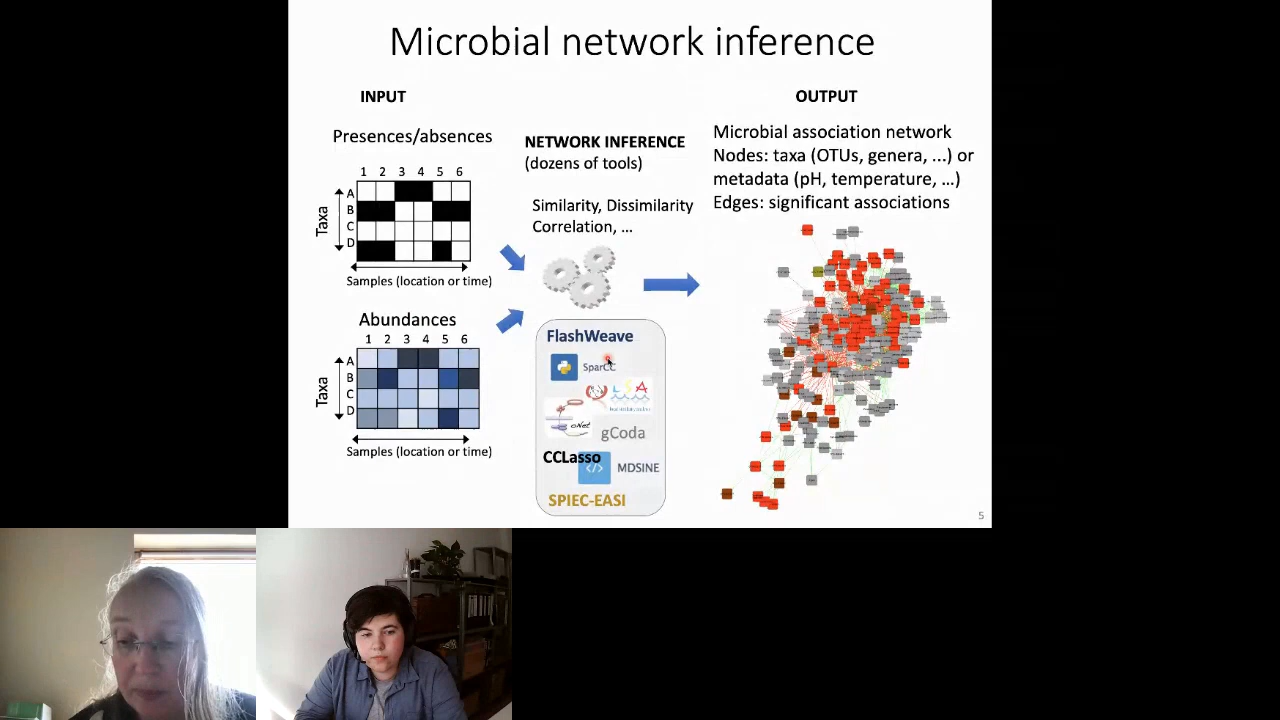 Microbial network inference
INPUT
Presences/absences
1 2 3 4 5 6
Taxa
A
B
C
D
Samples (location or time)
Abundances
1 2 3 4 5 6
Taxa
A
B
C
D
Samples (location or time)
NETWORK INFERENCE
(dozens of tools)
Similarity, Dissimilarity
Correlation, ...
FlashWeave
SparCC
LSA
oNet
gCoda
CCLasso
</>
MDSINE
SPIEC-EASI
OUTPUT
Microbial association network
Nodes: taxa (OTUs, genera, ...) or
metadata (pH, temperature, ...)
Edges: significant associations
5